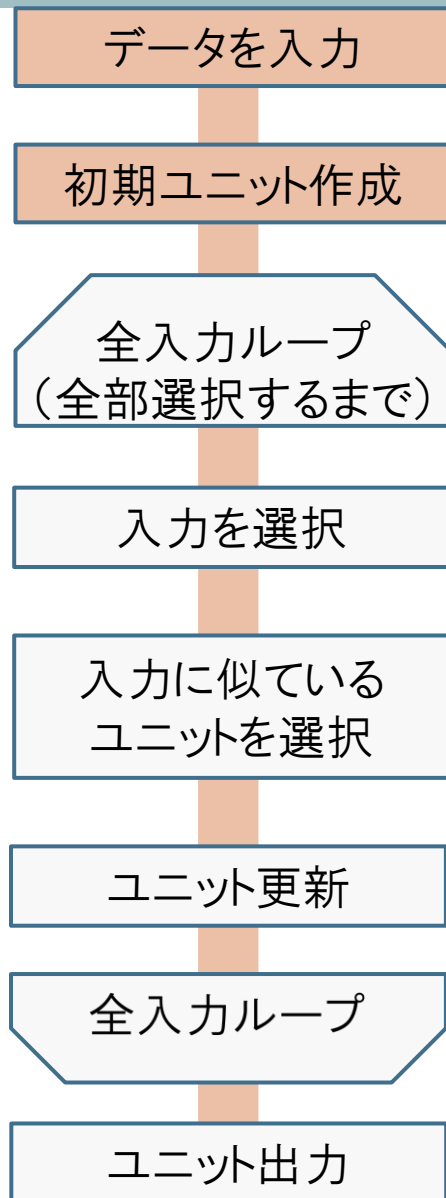 データを入力
初期ユニット作成
全入力ループ
（全部選択するまで）
入力を選択
入力に似ている
ユニットを選択
ユニット更新
全入力ループ
ユニット出力